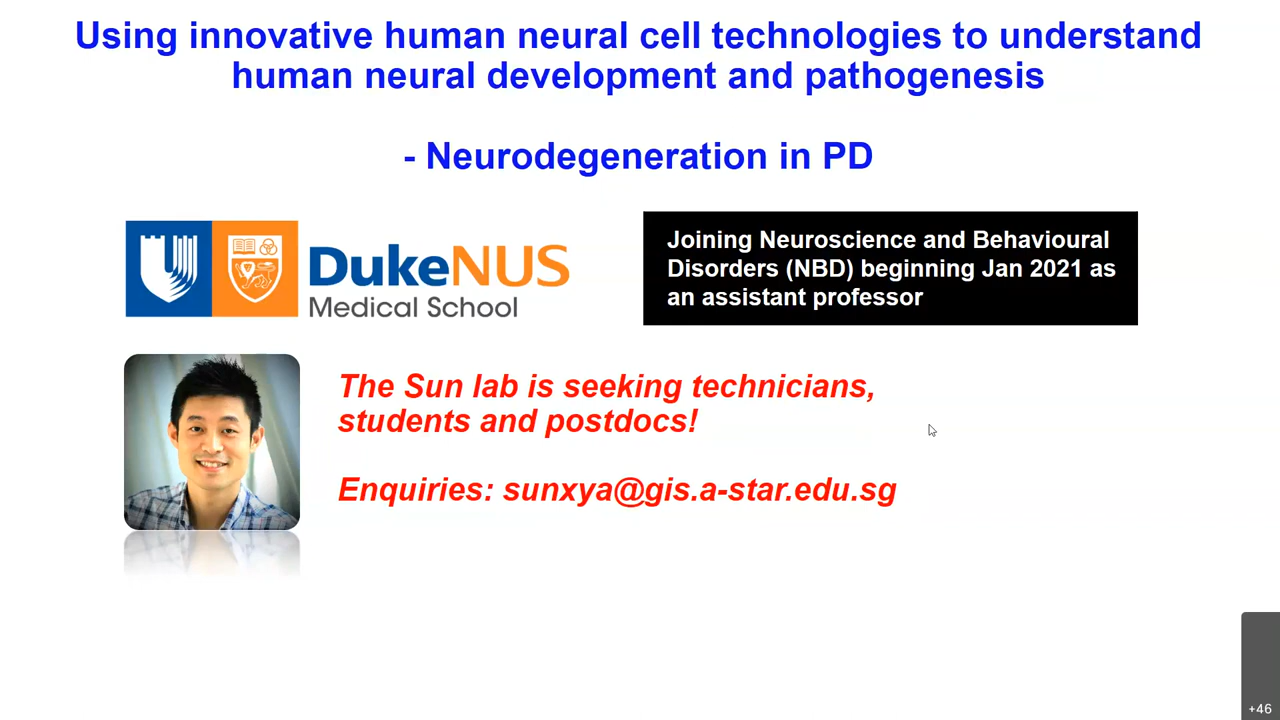 Using innovative human neural cell technologies to understand
human neural development and pathogenesis
- Neurodegeneration in PD
DukeNUS
Medical School
Joining Neuroscience and Behavioural
Disorders (NBD) beginning Jan 2021 as
an assistant professor
The Sun lab is seeking technicians,
students and postdocs!
Enquiries: sunxya@gis.a-star.edu.sg
+46